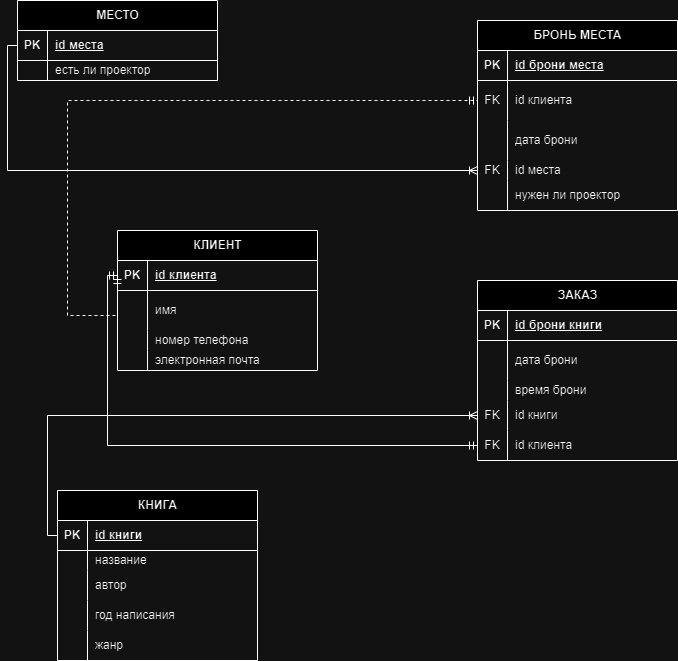 МЕСТО
PK id места
есть ли проектор
БРОНЬ МЕСТА
PK id брони места
FK id клиента
дата брони
FK id места
нужен ли проектор
КЛИЕНТ
PK id клиента
имя
номер телефона
электронная почта
ЗАКАЗ
PK id брони книги
дата брони
время брони
FK id книги
FK id клиента
КНИГА
PK id книги
название
автор
год написания
жанр